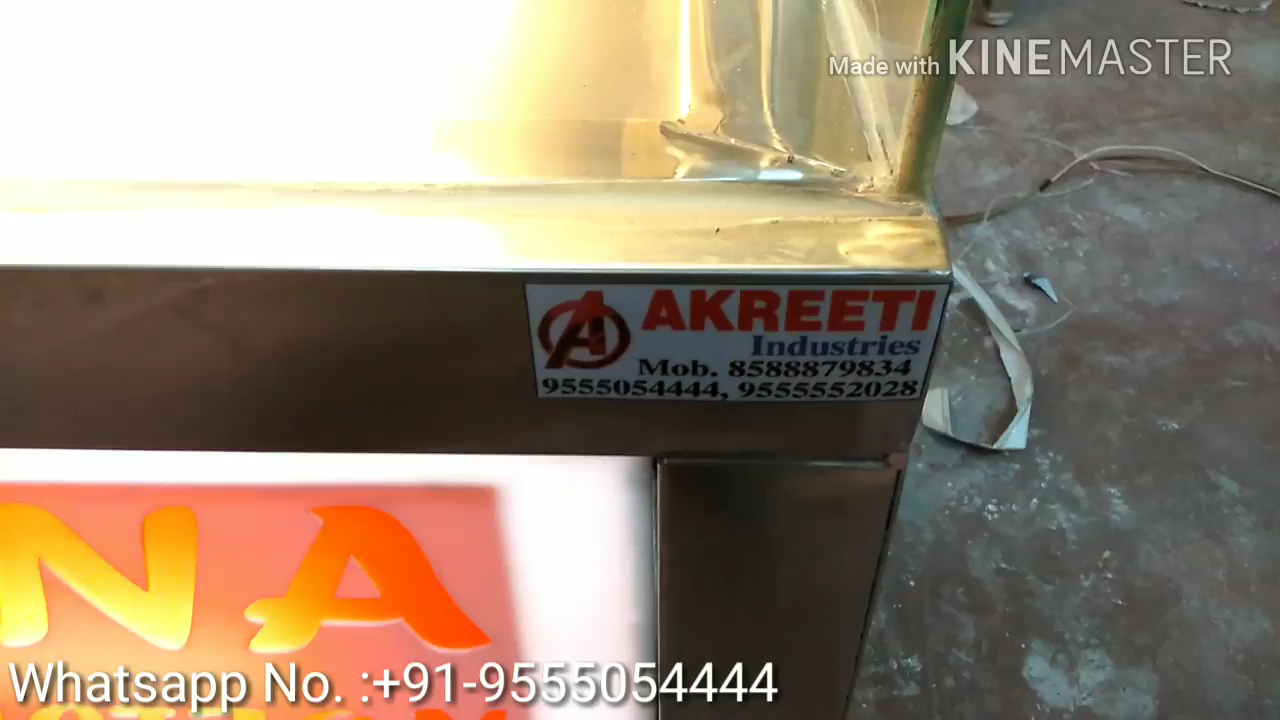 Made with KINEMASTER
A AKREETI
Industries
Mob. 8588879834
9555054444, 9555552028
NA
Whatsapp No. :+91-9555054444